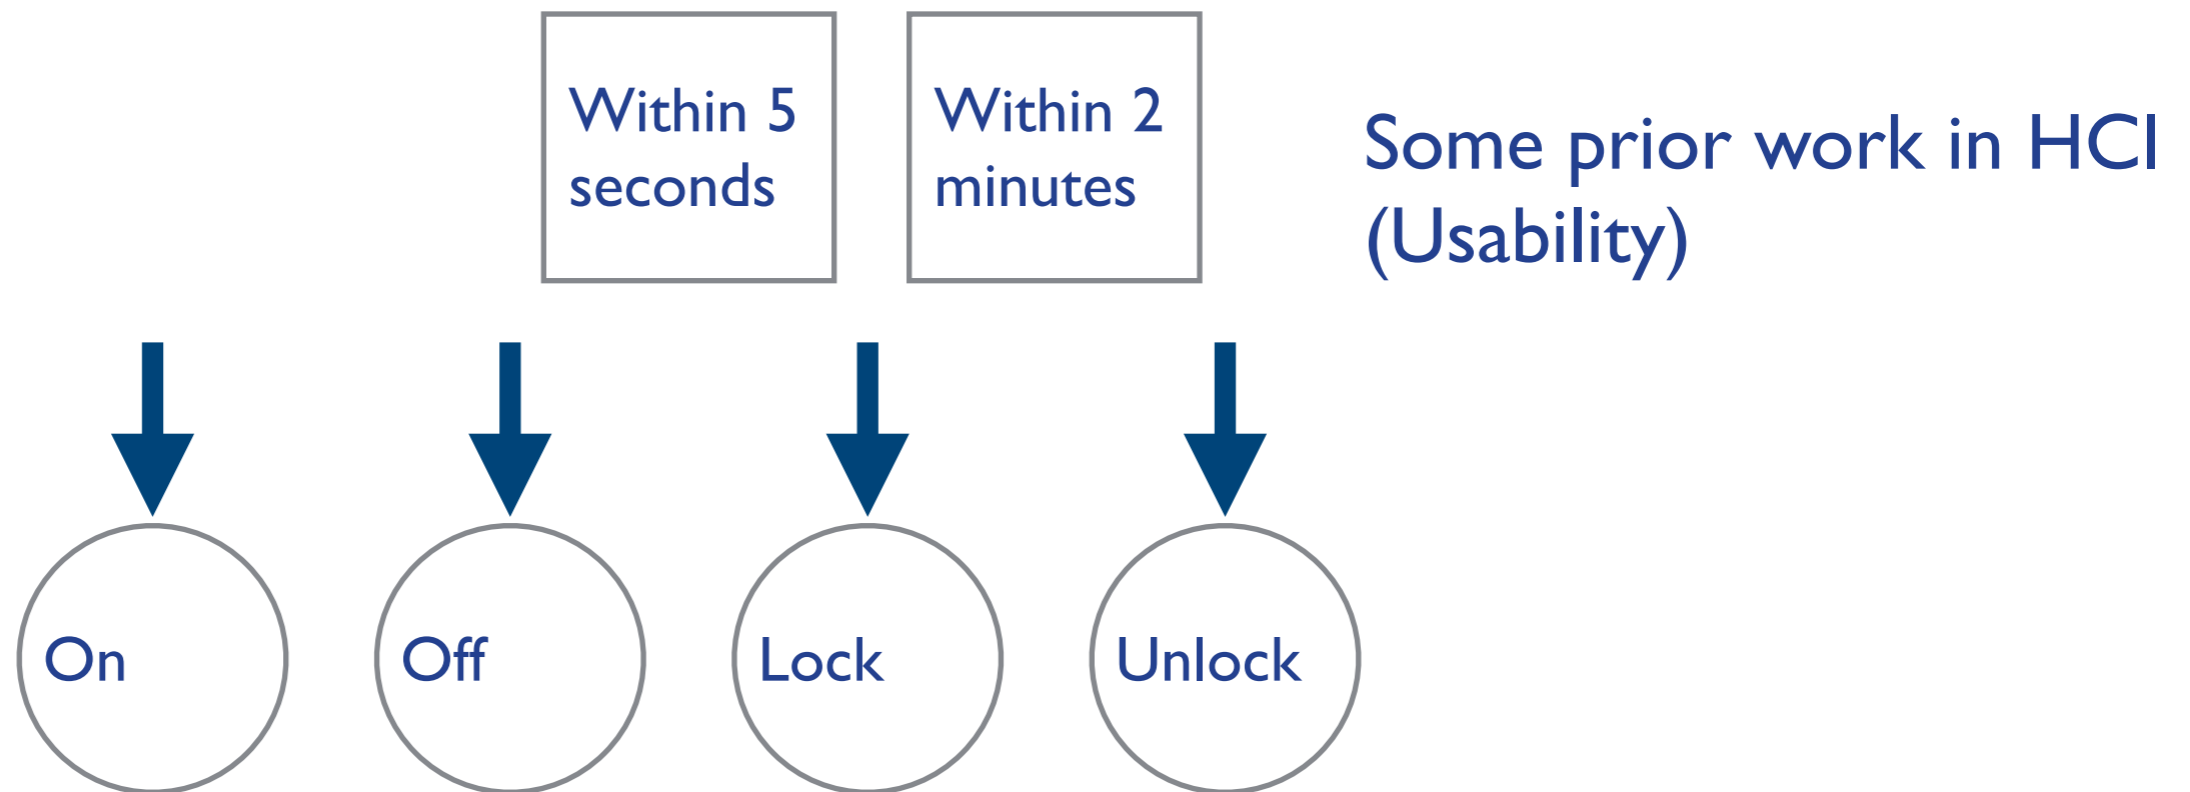 Within 5
seconds
Within 2
minutes
Some prior work in HCI
(Usability)
On
Off
Lock
Unlock